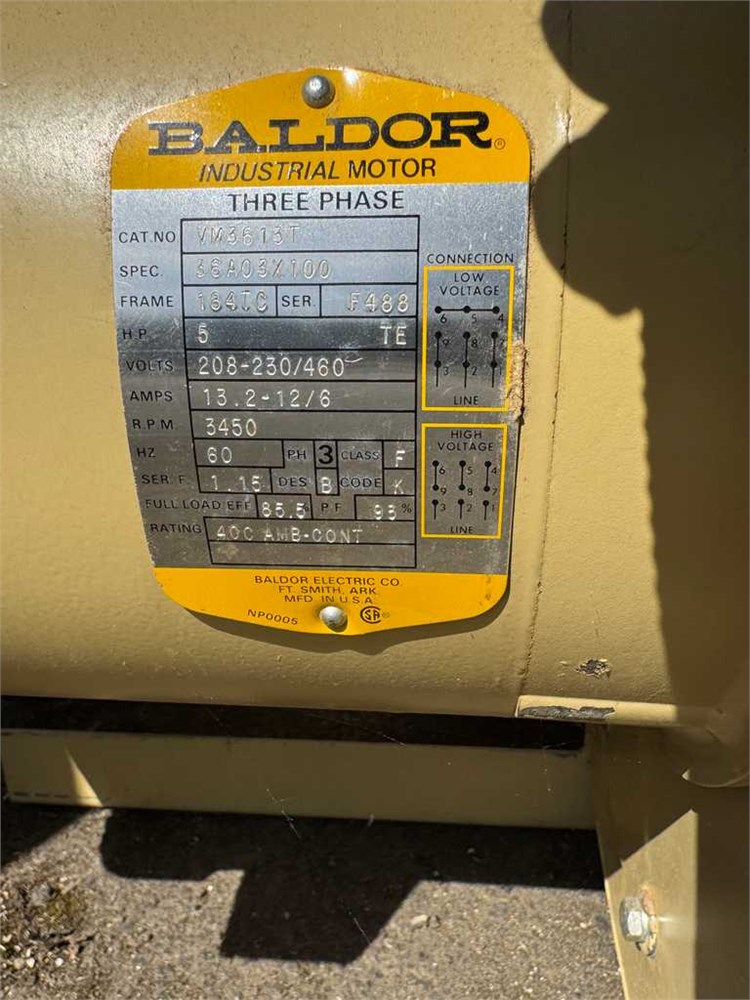 BALDOR®
INDUSTRIAL MOTOR
THREE PHASE
CAT.NO VM3613T
SPEC. 36A03X100
FRAME 184TC SER. F488
H.P. 5 TE
VOLTS 208-230/460
AMPS 13.2-12/6
R.P.M 3450
HZ 60 PH 3 CLASS F
SER.F. 1.15 DES B CODE K
FULL LOAD EFF 85.5 P.F. %
RATING 40C AMB-CONT
CONNECTION
LOW
VOLTAGE
6 5 4
9 8 7
3 2
LINE
HIGH
VOLTAGE
6 5 4
9 8 7
3 2 1
LINE
BALDOR ELECTRIC CO.
FT. SMITH, ARK.
MFD. IN U.S.A.
NP0005 SA®